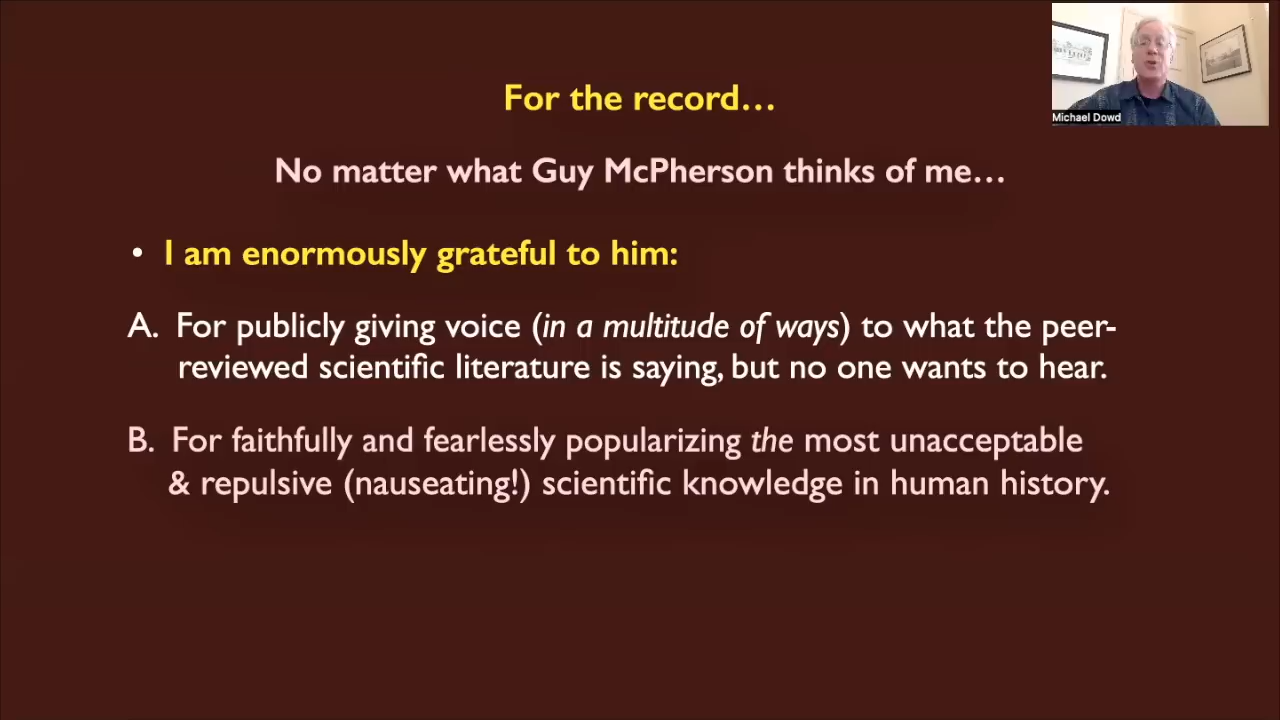 Michael Dowd
For the record…
No matter what Guy McPherson thinks of me…
• I am enormously grateful to him:
A. For publicly giving voice (in a multitude of ways) to what the peer-
reviewed scientific literature is saying, but no one wants to hear.
B. For faithfully and fearlessly popularizing the most unacceptable
& repulsive (nauseating!) scientific knowledge in human history.